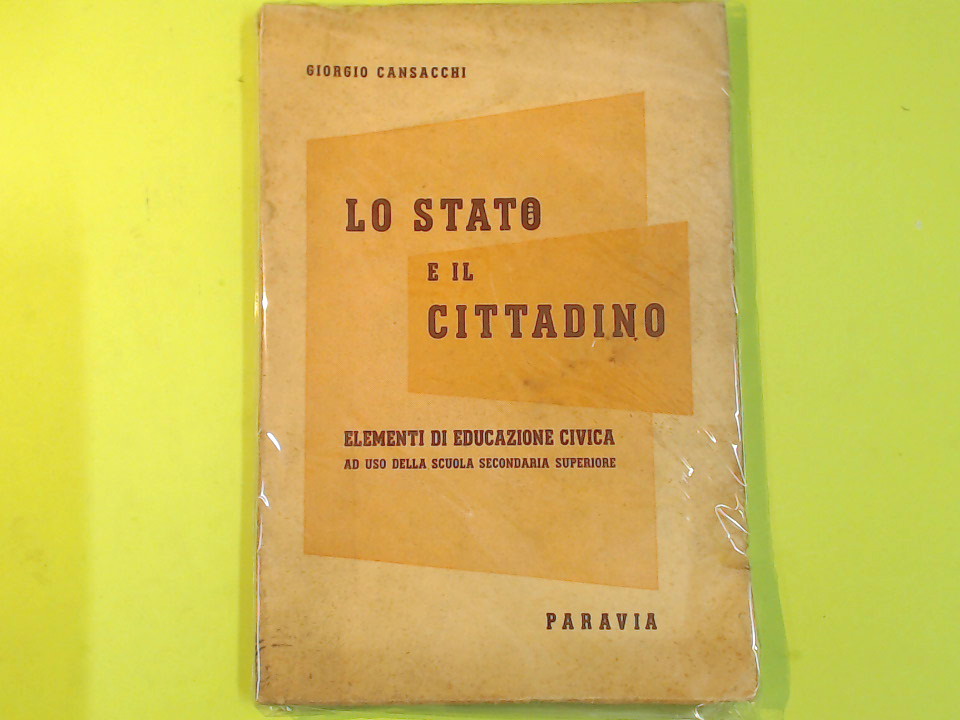 GIORGIO CANSACCHI
LO STATO
E IL
CITTADINO
ELEMENTI DI EDUCAZIONE CIVICA
AD USO DELLA SCUOLA SECONDARIA SUPERIORE
PARAVIA